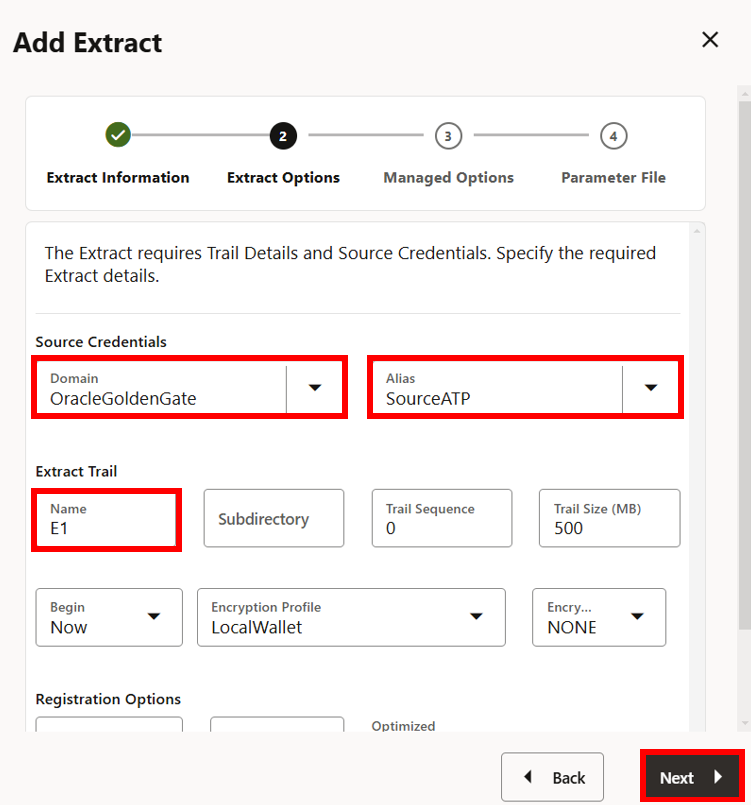 Add Extract
2
3
4
Extract Information
Extract Options
Managed Options
Parameter File
The Extract requires Trail Details and Source Credentials. Specify the required
Extract details.
Source Credentials
Domain
OracleGoldenGate
Alias
SourceATP
Extract Trail
Name
E1
Subdirectory
Trail Sequence
0
Trail Size (MB)
500
Begin
Now
Encryption Profile
LocalWallet
Encry...
NONE
Registration Options
Optimized
Back
Next